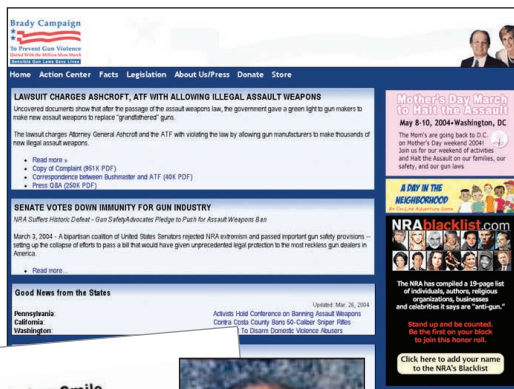 Brady Campaign
To Prevent Gun Violence
United With the Million Mom March
Sensible Gun Laws Save Lives
Home Action Center Facts Legislation About Us/Press Donate Store
LAWSUIT CHARGES ASHCROFT, ATF WITH ALLOWING ILLEGAL ASSAULT WEAPONS
Uncovered documents show that after the passage of the assault weapons law, the government gave a green light to gun makers to
make new assault weapons to replace "grandfathered" guns.
The lawsuit charges Attorney General Ashcroft and the ATF with violating the law by allowing gun manufacturers to make thousands of
new illegal assault weapons.
Read more »
Copy of Complaint (951K PDF)
Correspondence between Bushmaster and ATF (40K PDF)
Press Q&A (250K PDF)
SENATE VOTES DOWN IMMUNITY FOR GUN INDUSTRY
NRA Suffers Historic Defeat - Gun Safety Advocates Pledge to Push for Assault Weapons Ban
March 3, 2004 - A bipartisan coalition of United States Senators rejected NRA extremism and passed important gun safety provisions --
setting up the collapse of efforts to pass a bill that would have given unprecedented legal protection to the most reckless gun dealers in
America.
Read more...
Good News from the States
Updated: Mar. 26, 2004
Pennsylvania: Activists Hold Conference on Banning Assault Weapons
California: Contra Costa County Bans 50-Caliber Sniper Rifles
Washington: To Disarm Domestic Violence Abusers
Smile
Mother's Day March
to Halt the Assault
May 8-10, 2004•Washington, DC
The Mom's are going back to D.C.
on Mother's Day weekend 2004!
Join us for our weekend of activities
and Halt the Assault on our families, our
safety, and our gun laws
A DAY IN THE
NEIGHBORHOOD
NRAblacklist.com
The NRA has compiled a 19-page list
of individuals, authors, religious
organizations, businesses
and celebrities it says are "anti-gun."
Stand up and be counted.
Be the first on your block
to join this honor roll.
Click here to add your name
to the NRA's Blacklist